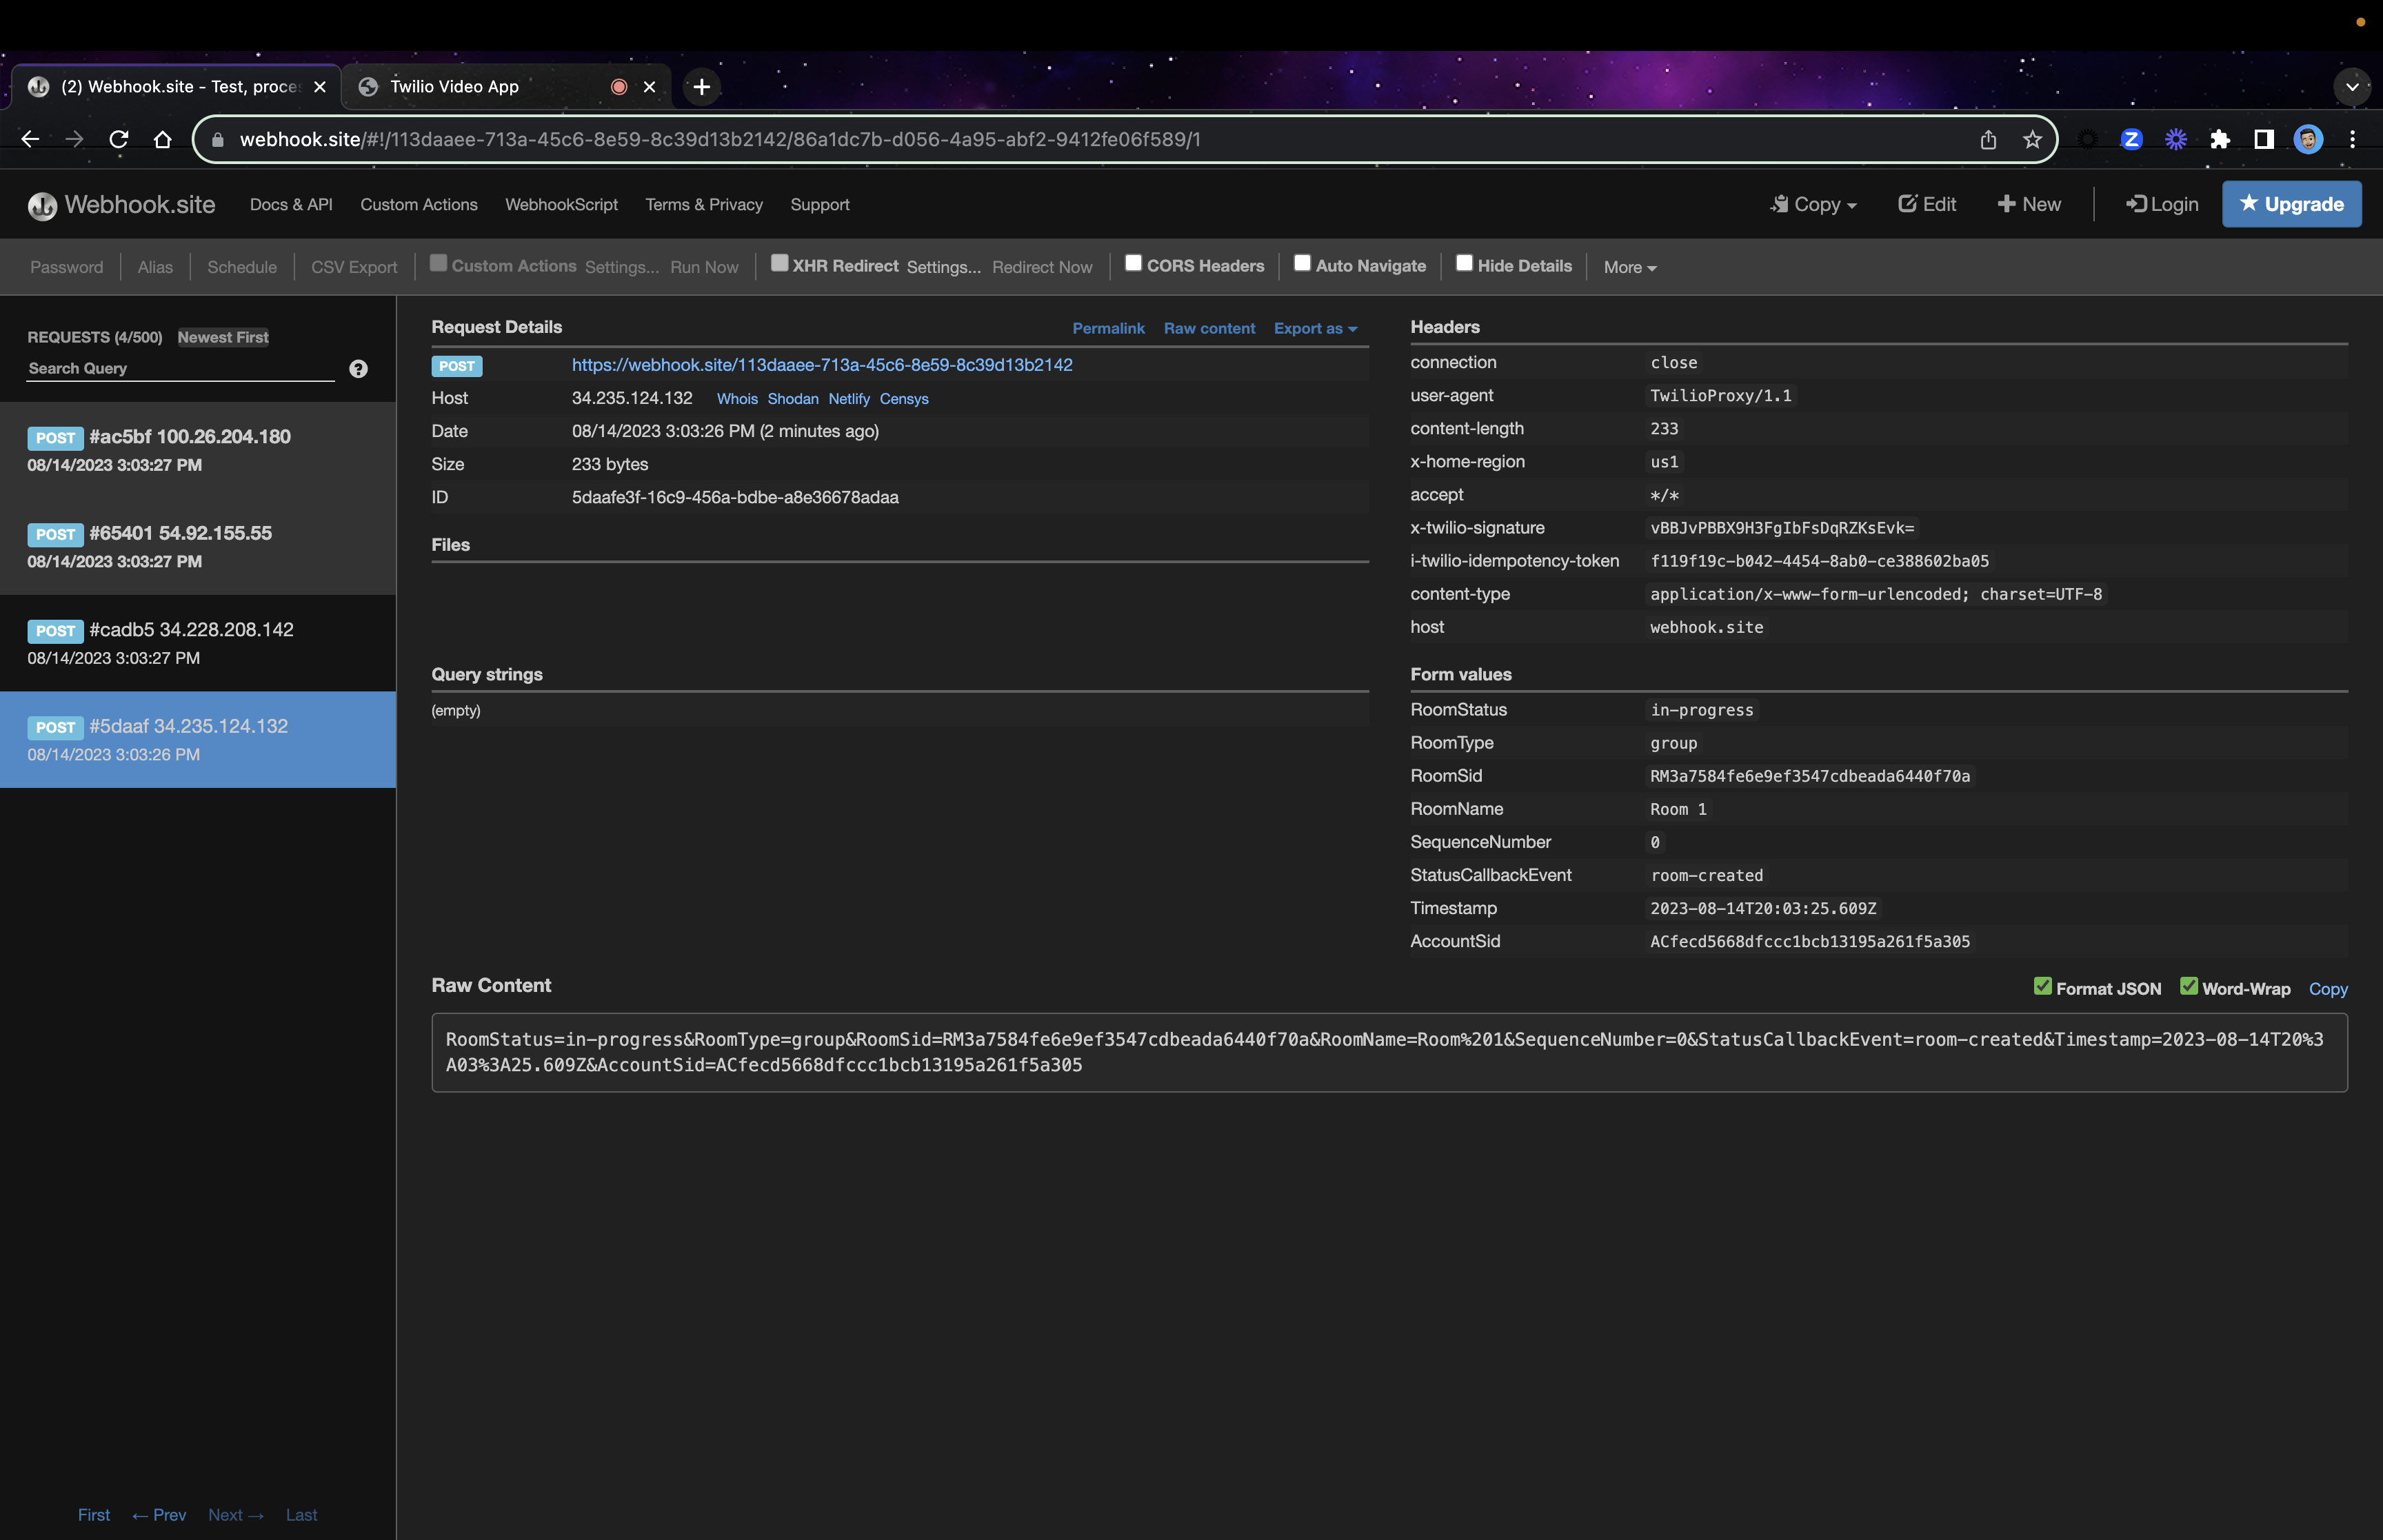 (2) Webhook.site - Test, proces
Twilio Video App
webhook.site/#!/113daaee-713a-45c6-8e59-8c39d13b2142/86a1dc7b-d056-4a95-abf2-9412fe06f589/1
Webhook.site Docs & API Custom Actions WebhookScript Terms & Privacy Support Copy Edit New Login Upgrade
Password Alias Schedule CSV Export Custom Actions Settings... Run Now XHR Redirect Settings... Redirect Now CORS Headers Auto Navigate Hide Details More
REQUESTS (4/500) Newest First
Search Query
POST #ac5bf 100.26.204.180
08/14/2023 3:03:27 PM
POST #65401 54.92.155.55
08/14/2023 3:03:27 PM
POST #cadb5 34.228.208.142
08/14/2023 3:03:27 PM
POST #5daaf 34.235.124.132
08/14/2023 3:03:26 PM
First ← Prev Next → Last
Request Details Permalink Raw content Export as
POST https://webhook.site/113daaee-713a-45c6-8e59-8c39d13b2142
Host 34.235.124.132 Whois Shodan Netlify Censys
Date 08/14/2023 3:03:26 PM (2 minutes ago)
Size 233 bytes
ID 5daafe3f-16c9-456a-bdbe-a8e36678adaa
Files
Query strings
(empty)
Headers
connection close
user-agent TwilioProxy/1.1
content-length 233
x-home-region us1
accept */*
x-twilio-signature vBBJvPBBX9H3FgIbFsDqRZKsEvk=
i-twilio-idempotency-token f119f19c-b042-4454-8ab0-ce388602ba05
content-type application/x-www-form-urlencoded; charset=UTF-8
host webhook.site
Form values
RoomStatus in-progress
RoomType group
RoomSid RM3a7584fe6e9ef3547cdbeada6440f70a
RoomName Room 1
SequenceNumber 0
StatusCallbackEvent room-created
Timestamp 2023-08-14T20:03:25.609Z
AccountSid ACfecd5668dfccc1bcb13195a261f5a305
Raw Content Format JSON Word-Wrap Copy
RoomStatus=in-progress&RoomType=group&RoomSid=RM3a7584fe6e9ef3547cdbeada6440f70a&RoomName=Room%201&SequenceNumber=0&StatusCallbackEvent=room-created&Timestamp=2023-08-14T20%3
A03%3A25.609Z&AccountSid=ACfecd5668dfccc1bcb13195a261f5a305